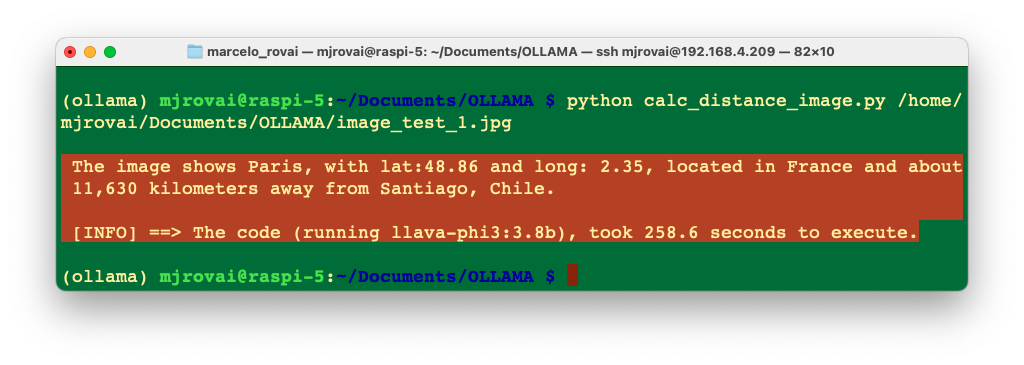 marcelo_rovai — mjrovai@raspi-5: ~/Documents/OLLAMA — ssh mjrovai@192.168.4.209 — 82×10
(ollama) mjrovai@raspi-5:~/Documents/OLLAMA $ python calc_distance_image.py /home/
mjrovai/Documents/OLLAMA/image_test_1.jpg
The image shows Paris, with lat:48.86 and long: 2.35, located in France and about
11,630 kilometers away from Santiago, Chile.
[INFO] ==> The code (running llava-phi3:3.8b), took 258.6 seconds to execute.
(ollama) mjrovai@raspi-5:~/Documents/OLLAMA $